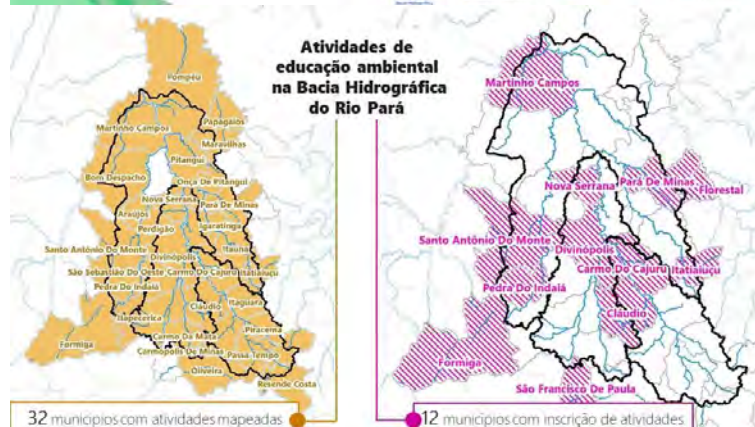 Atividades de
educação ambiental
na Bacia Hidrográfica
do Rio Pará
Pompéu
Martinho Campos
Papagaios
Maravilhas
Pitangui
Bom Despacho
Onça De Pitangui
Nova Serrana
Pará De Minas
Araújos
Perdigão
Igaratinga
Santo Antônio Do Monte
Itaúna
Divinópolis
São Sebastião Do Oeste
Carmo Do Cajuru
Itatiaiuçu
Pedra Do Indaiá
Cláudio
Itaguara
Itapecerica
Piracema
Formiga
Carmo Da Mata
Carmópolis De Minas
Passa Tempo
Oliveira
Resende Costa
32 municípios com atividades mapeadas
Martinho Campos
Nova Serrana
Pará De Minas
Florestal
Santo Antônio Do Monte
Divinópolis
Carmo Do Cajuru
Itatiaiuçu
Pedra Do Indaiá
Cláudio
Formiga
São Francisco De Paula
12 municípios com inscrição de atividades